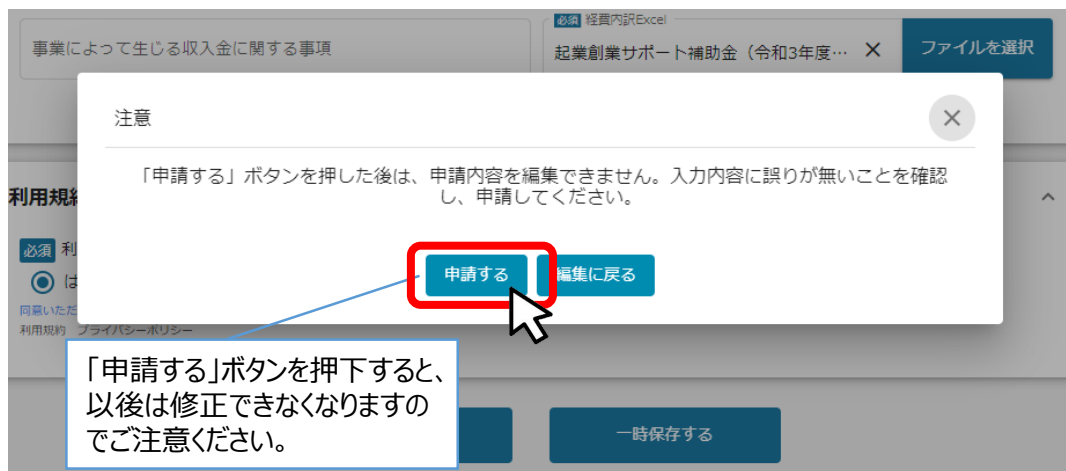 必須 経費内訳Excel
事業によって生じる収入金に関する事項
起業創業サポート補助金（令和3年度… ×
ファイルを選択
注意
「申請する」ボタンを押した後は、申請内容を編集できません。入力内容に誤りが無いことを確認
し、申請してください。
利用規約
必須 利
は
申請する
編集に戻る
同意いただ
利用規約 プライバシーポリシー
「申請する」ボタンを押下すると、
以後は修正できなくなりますの
でご注意ください。
一時保存する